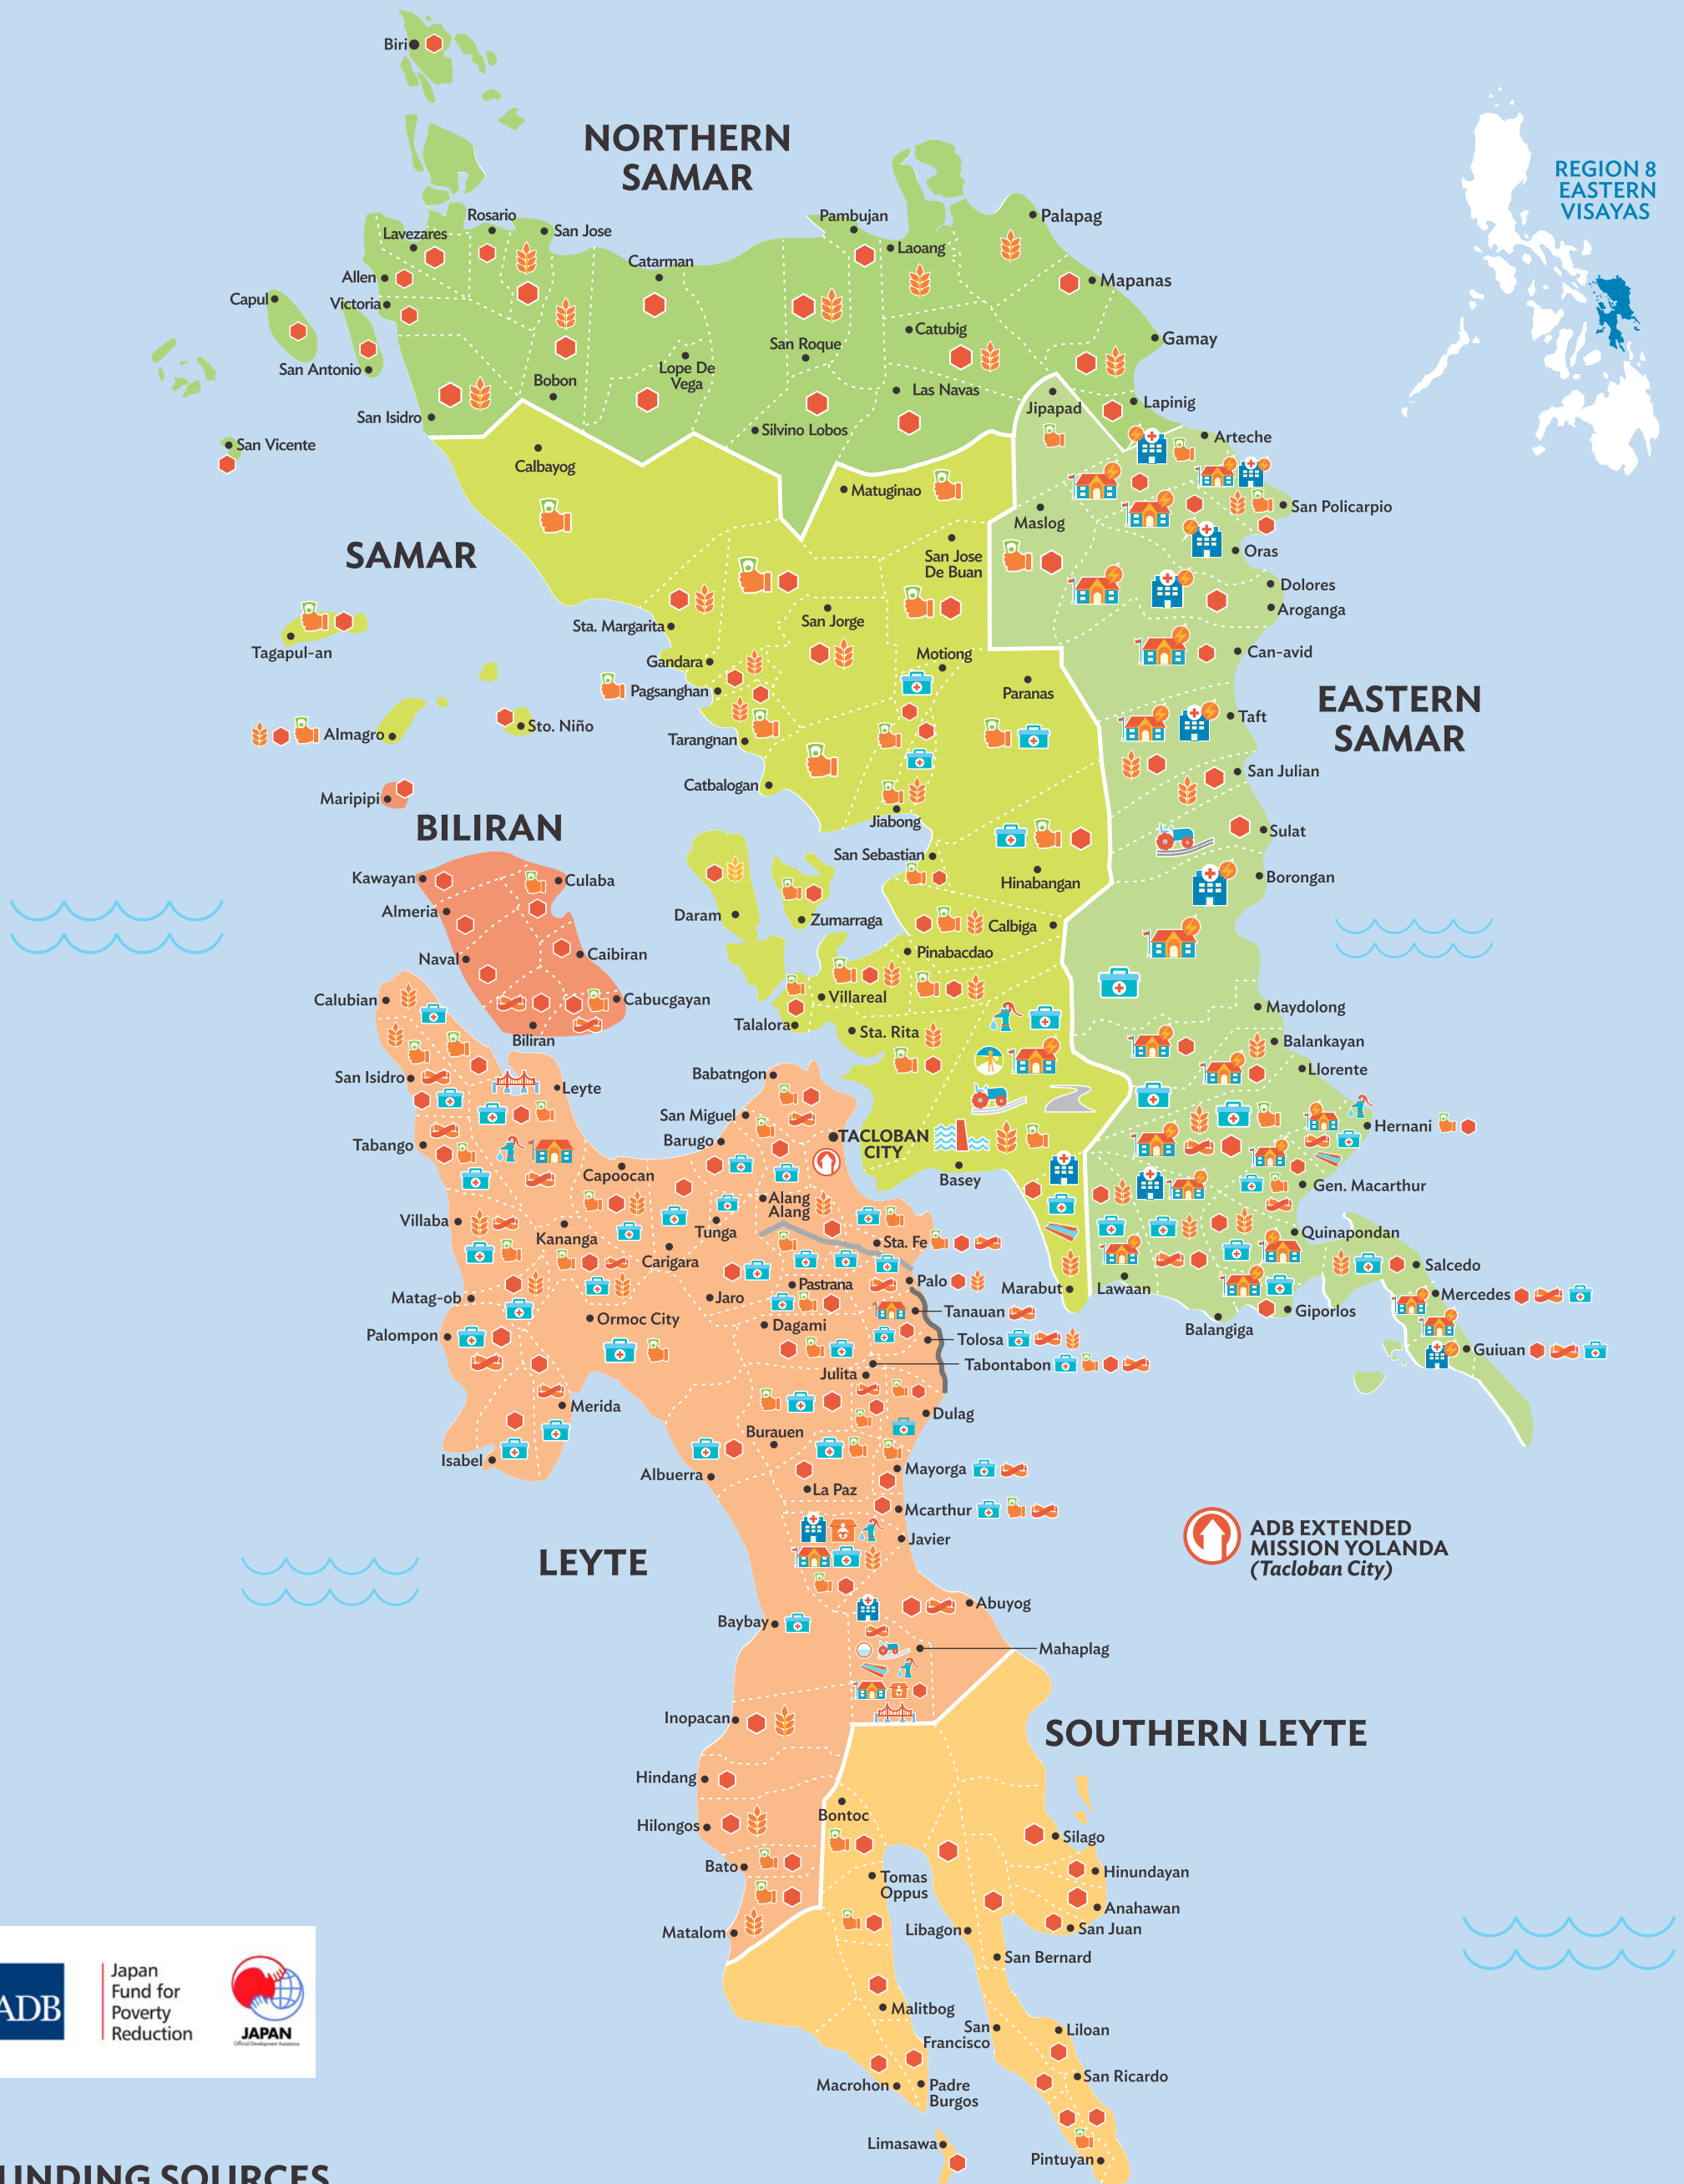 Biri
NORTHERN
SAMAR
REGION 8
EASTERN
VISAYAS
Rosario
San Jose
Pambujan
Palapag
Lavezares
Laoang
Catarman
Allen
Mapanas
Capul
Victoria
Catubig
Gamay
San Roque
San Antonio
Lope De
Vega
Bobon
Las Navas
Jipapad
Lapinig
San Isidro
Silvino Lobos
Arteche
San Vicente
Calbayog
Matuginao
San Policarpio
Maslog
SAMAR
San Jose
De Buan
Oras
Dolores
Aroganga
San Jorge
Sta. Margarita
Tagapul-an
Motiong
Can-avid
Gandara
Pagsanghan
Paranas
EASTERN
SAMAR
Taft
Sto. Niño
Almagro
Tarangnan
San Julian
Catbalogan
Maripipi
Jiabong
BILIRAN
Sulat
San Sebastian
Kawayan
Culaba
Hinabangan
Borongan
Almeria
Daram
Zumarraga
Calbiga
Naval
Caibiran
Pinabacdao
Calubian
Cabucgayan
Villareal
Maydolong
Talalora
Sta. Rita
Biliran
Balankayan
San Isidro
Babatngon
Llorente
Leyte
San Miguel
Hernani
TACLOBAN
CITY
Barugo
Tabango
Capoocan
Basey
Gen. Macarthur
Alang
Alang
Villaba
Tunga
Quinapondan
Kananga
Sta. Fe
Carigara
Salcedo
Pastrana
Palo
Marabut
Lawaan
Mercedes
Matag-ob
Jaro
Tanauan
Giporlos
Ormoc City
Dagami
Balangiga
Palompon
Tolosa
Guiuan
Tabontabon
Julita
Merida
Dulag
Burauen
Isabel
Albuerra
Mayorga
La Paz
Mcarthur
ADB EXTENDED
MISSION YOLANDA
(Tacloban City)
Javier
LEYTE
Abuyog
Baybay
Mahaplag
Inopacan
SOUTHERN LEYTE
Hindang
Bontoc
Hilongos
Silago
Bato
Hinundayan
Tomas
Oppus
Anahawan
Matalom
Libagon
San Juan
San Bernard
ADB
Japan
Fund for
Poverty
Reduction
JAPAN
Official Development Assistance
Malitbog
San
Francisco
Liloan
San Ricardo
Macrohon
Padre
Burgos
Limasawa
Pintuyan
UNDING SOURCES